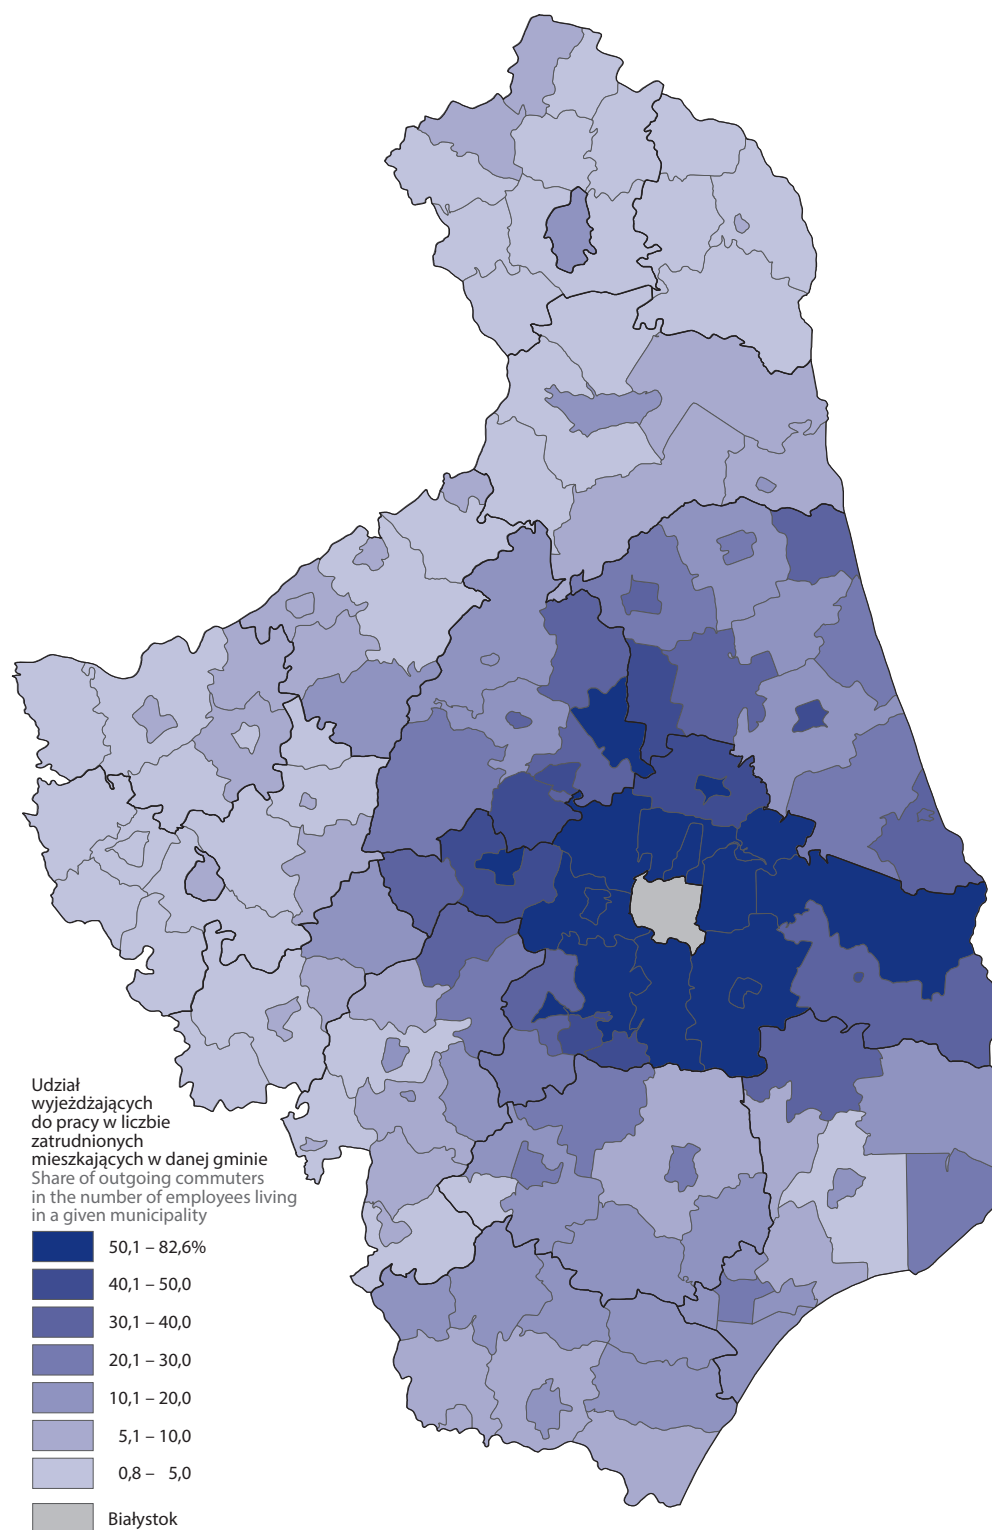 Udział
wyjeżdżających
do pracy w liczbie
zatrudnionych
mieszkających w danej gminie
Share of outgoing commuters
in the number of employees living
in a given municipality
50,1 – 82,6%
40,1 – 50,0
30,1 – 40,0
20,1 – 30,0
10,1 – 20,0
5,1 – 10,0
0,8 – 5,0
Białystok